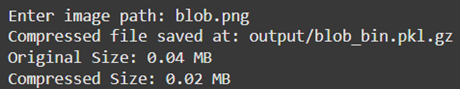 Enter image path: blob.png
Compressed file saved at: output/blob_bin.pkl.gz
Original Size: 0.04 MB
Compressed Size: 0.02 MB